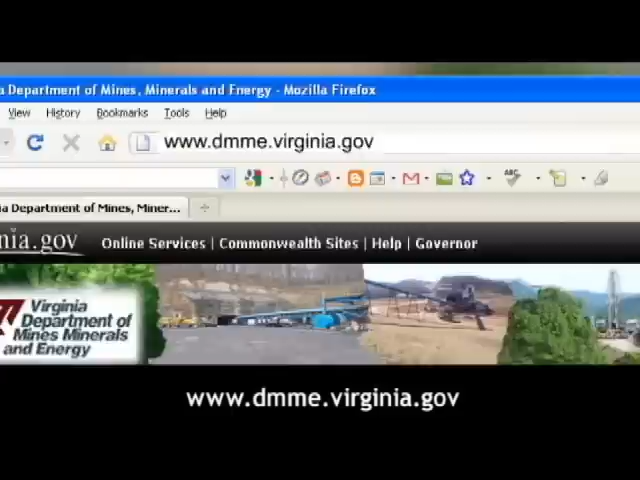 a Department of Mines, Minerals and Energy - Mozilla Firefox
View History Bookmarks Tools Help
www.dmme.virginia.gov
ABC
ia Department of Mines, Miner...
nia.gov Online Services | Commonwealth Sites | Help | Governor
Virginia
Department of
Mines Minerals
and Energy
www.dmme.virginia.gov